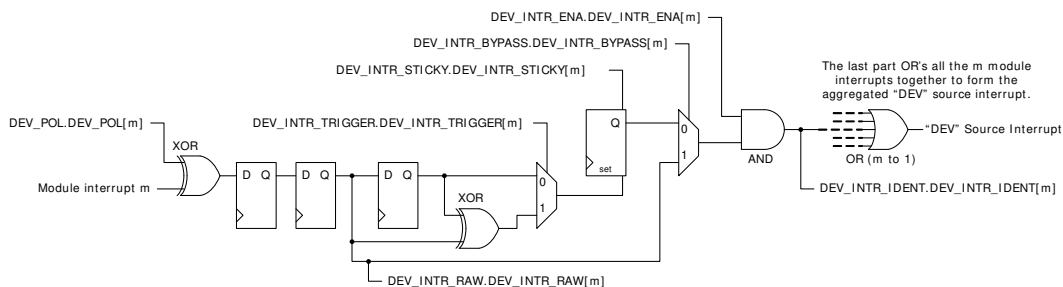 DEV_INTR_ENA.DEV_INTR_ENA[m]
DEV_INTR_BYPASS.DEV_INTR_BYPASS[m]
DEV_INTR_STICKY.DEV_INTR_STICKY[m]
The last part OR's all the m module
interrupts together to form the
aggregated “DEV” source interrupt.
DEV_POL.DEV_POL[m]
DEV_INTR_TRIGGER.DEV_INTR_TRIGGER[m]
Q
0
1
“DEV” Source Interrupt
XOR
AND
OR (m to 1)
set
D Q
D Q
D Q
0
1
Module interrupt m
XOR
DEV_INTR_IDENT.DEV_INTR_IDENT[m]
DEV_INTR_RAW.DEV_INTR_RAW[m]